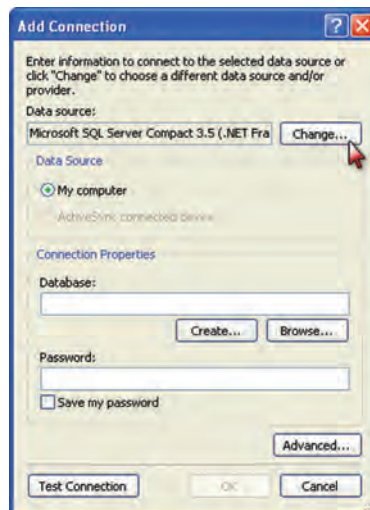 Add Connection
Enter information to connect to the selected data source or
click "Change" to choose a different data source and/or
provider.
Data source:
Microsoft SQL Server Compact 3.5 (.NET Fra
Change...
Data Source
My computer
ActiveSync connected device
Connection Properties
Database:
Create... Browse...
Password:
Save my password
Advanced...
Test Connection OK Cancel